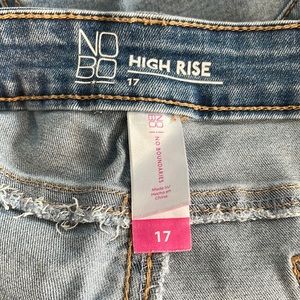 NO
BO
HIGH RISE
17
NO BOUNDARIES
Made in/
Hecho en
China/
17